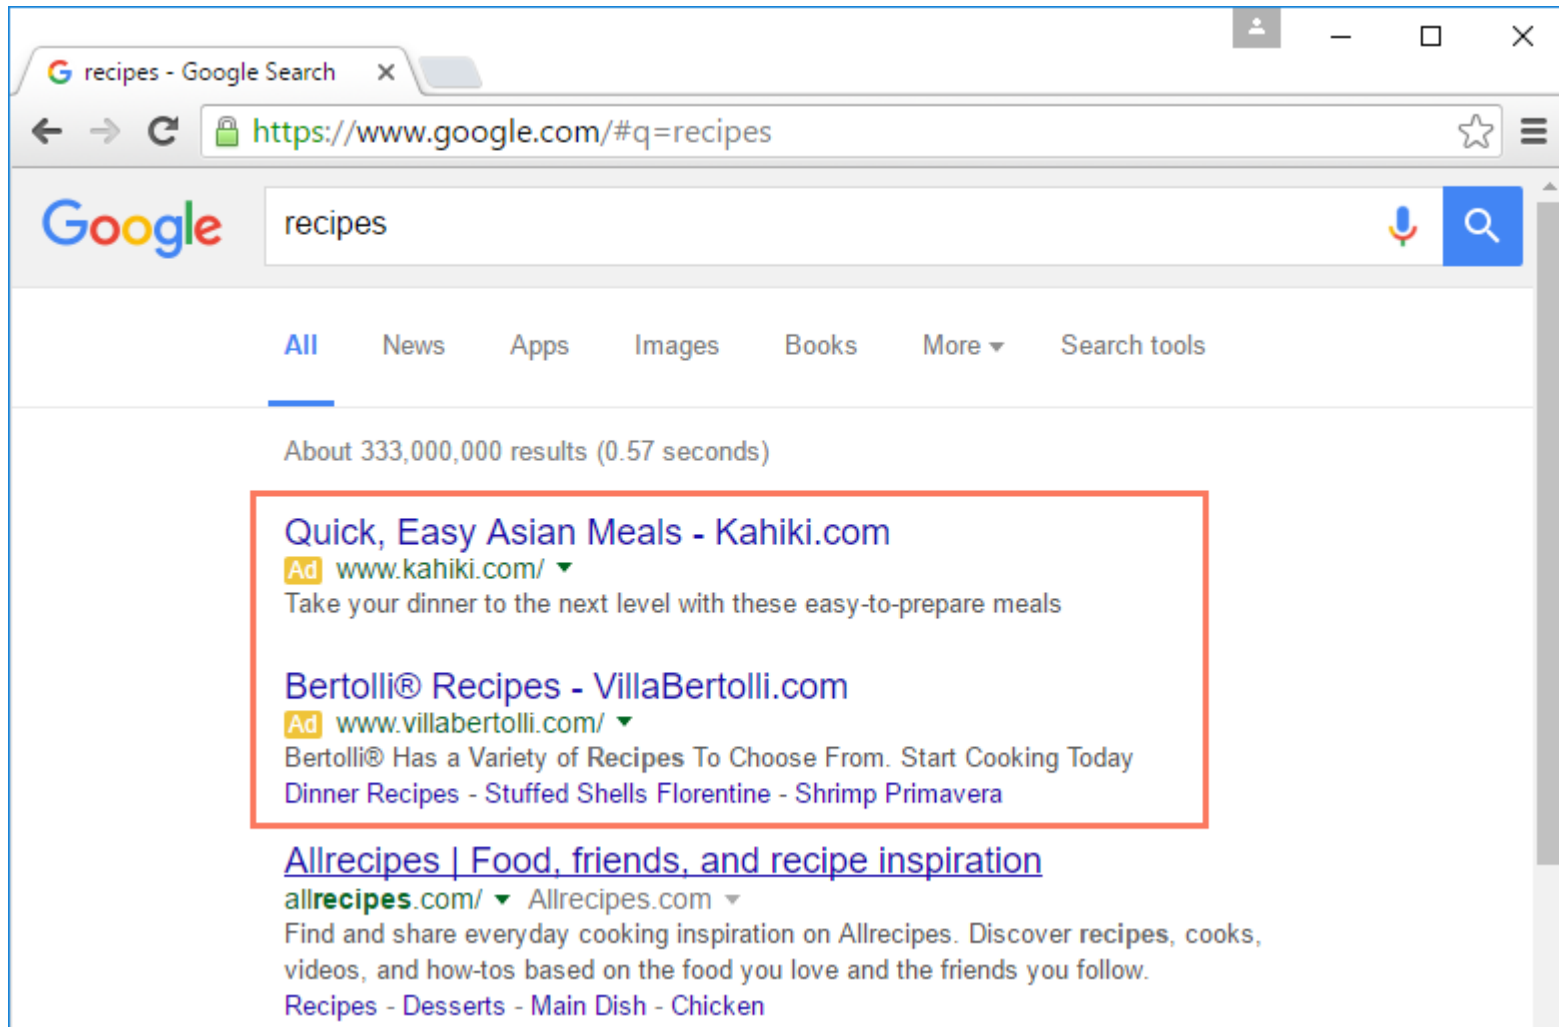 recipes - Google Search
https://www.google.com/#q=recipes
Google recipes
All News Apps Images Books More Search tools
About 333,000,000 results (0.57 seconds)
Quick, Easy Asian Meals - Kahiki.com
Ad www.kahiki.com/
Take your dinner to the next level with these easy-to-prepare meals
Bertolli® Recipes - VillaBertolli.com
Ad www.villabertolli.com/
Bertolli® Has a Variety of Recipes To Choose From. Start Cooking Today
Dinner Recipes - Stuffed Shells Florentine - Shrimp Primavera
Allrecipes | Food, friends, and recipe inspiration
allrecipes.com/ Allrecipes.com
Find and share everyday cooking inspiration on Allrecipes. Discover recipes, cooks,
videos, and how-tos based on the food you love and the friends you follow.
Recipes - Desserts - Main Dish - Chicken